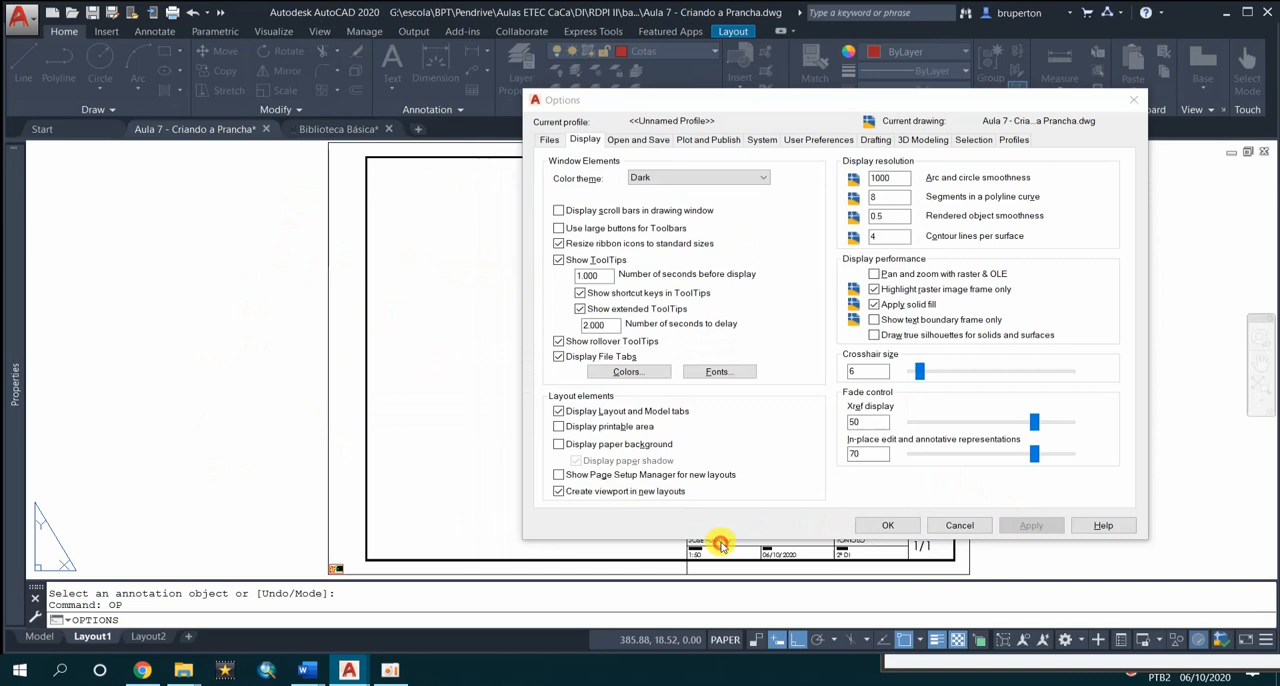 Autodesk AutoCAD 2020 G:\escola\BPT\Pendrive\Aulas ETEC CaCa\DI\RDPI II\ba...\Aula 7 - Criando a Prancha.dwg Type a keyword or phrase bruperton
Home Insert Annotate Parametric Visualize View Manage Output Add-ins Collaborate Express Tools Featured Apps Layout
Move Rotate Cotas ByLayer
Line Polyline Circle Arc Copy Mirror Text Dimension Layer Insert Match ByLayer Group Measure Paste Base Select
Stretch Scale Mode
Draw Modify Annotation View Touch
Start Aula 7 - Criando a Prancha* Biblioteca Básica*
Options
Current profile: <<Unnamed Profile>> Current drawing: Aula 7 - Cria...a Prancha.dwg
Files Display Open and Save Plot and Publish System User Preferences Drafting 3D Modeling Selection Profiles
Window Elements
Color theme: Dark
Display scroll bars in drawing window
Use large buttons for Toolbars
Resize ribbon icons to standard sizes
Show ToolTips
1.000 Number of seconds before display
Show shortcut keys in ToolTips
Show extended ToolTips
2.000 Number of seconds to delay
Show rollover ToolTips
Display File Tabs
Colors... Fonts...
Layout elements
Display Layout and Model tabs
Display printable area
Display paper background
Display paper shadow
Show Page Setup Manager for new layouts
Create viewport in new layouts
Display resolution
1000 Arc and circle smoothness
8 Segments in a polyline curve
0.5 Rendered object smoothness
4 Contour lines per surface
Display performance
Pan and zoom with raster & OLE
Highlight raster image frame only
Apply solid fill
Show text boundary frame only
Draw true silhouettes for solids and surfaces
Crosshair size
6
Fade control
Xref display
50
In-place edit and annotative representations
70
OK Cancel Apply Help
Properties
1:50 06/10/2020 2º DI 1/1
Y
X
Select an annotation object or [Undo/Mode]:
Command: OP
OPTIONS
Model Layout1 Layout2 385.88, 18.52, 0.00 PAPER
PTB2 06/10/2020